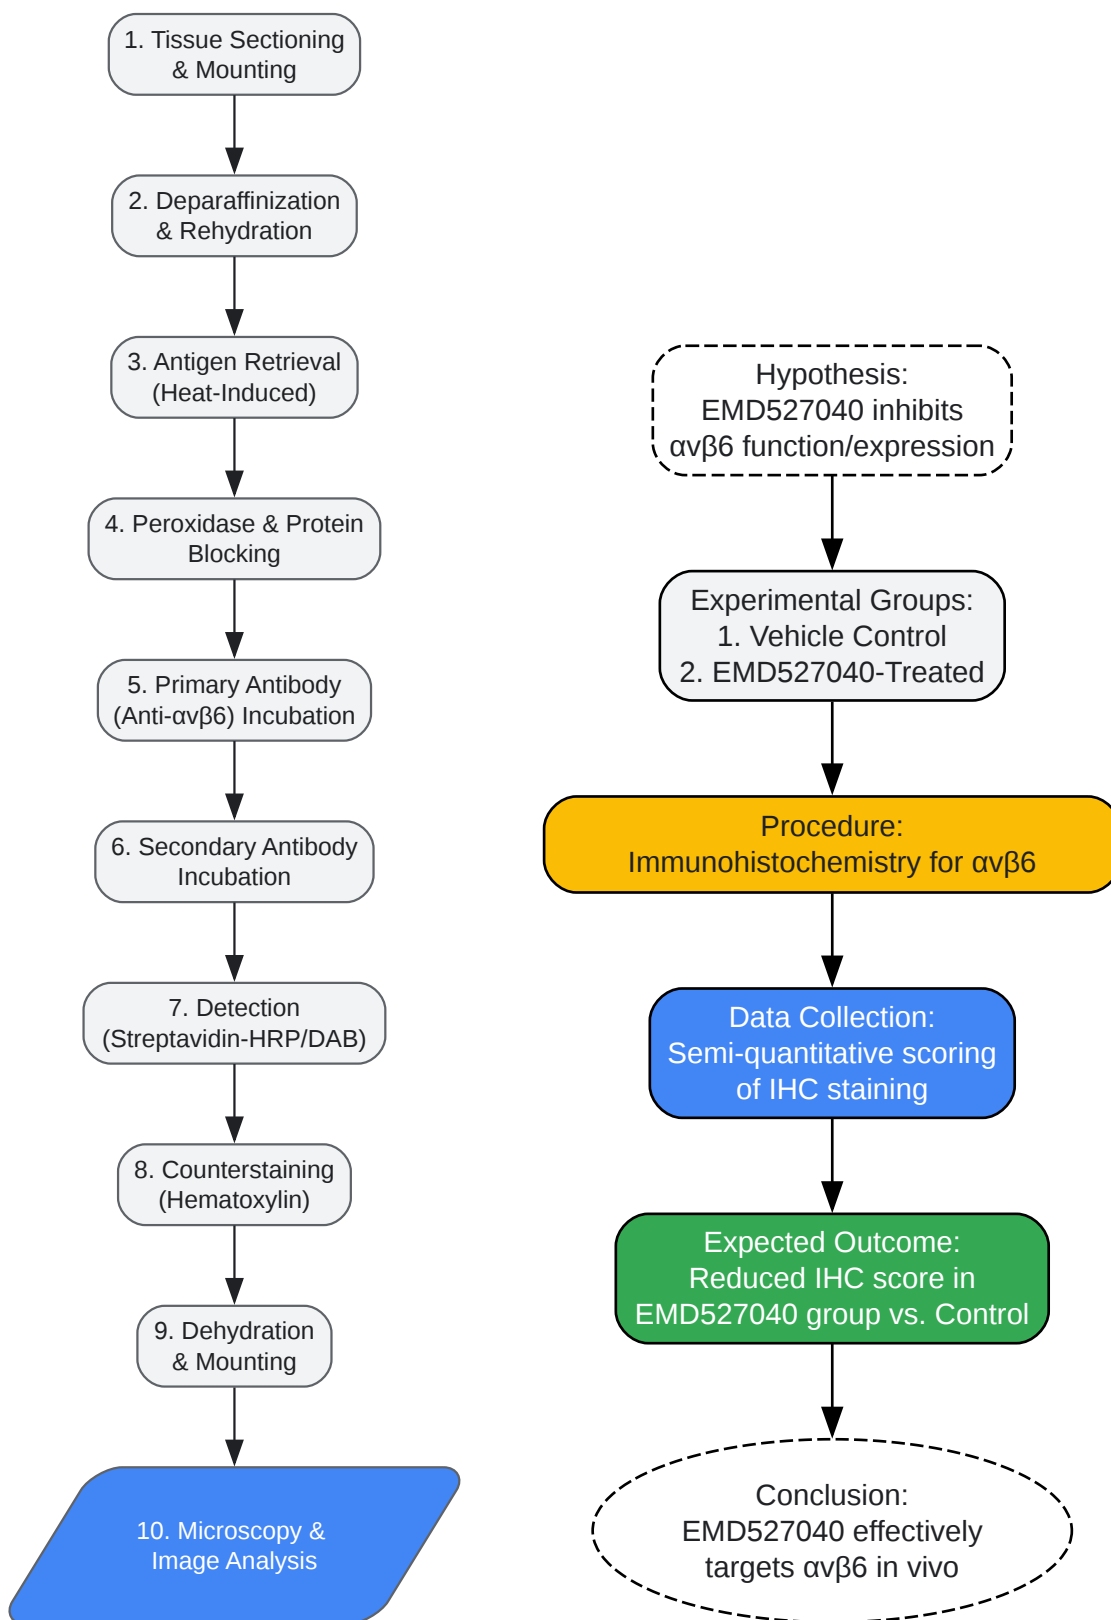 1. Tissue Sectioning
& Mounting
2. Deparaffinization
& Rehydration
3. Antigen Retrieval
(Heat-Induced)
4. Peroxidase & Protein
Blocking
5. Primary Antibody
(Anti-αvβ6) Incubation
6. Secondary Antibody
Incubation
7. Detection
(Streptavidin-HRP/DAB)
8. Counterstaining
(Hematoxylin)
9. Dehydration
& Mounting
10. Microscopy &
Image Analysis
Hypothesis:
EMD527040 inhibits
αvβ6 function/expression
Experimental Groups:
1. Vehicle Control
2. EMD527040-Treated
Procedure:
Immunohistochemistry for αvβ6
Data Collection:
Semi-quantitative scoring
of IHC staining
Expected Outcome:
Reduced IHC score in
EMD527040 group vs. Control
Conclusion:
EMD527040 effectively
targets αvβ6 in vivo